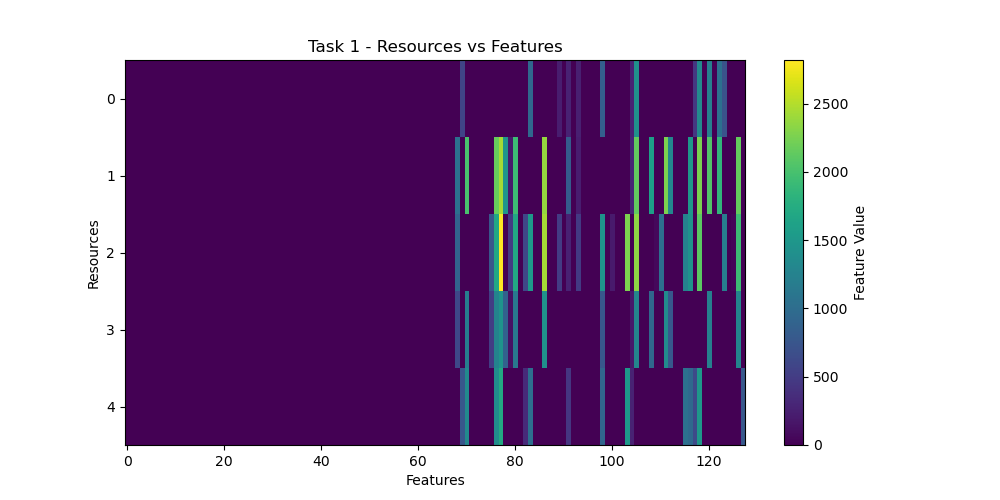 Task 1 - Resources vs Features
Resources
0
1
2
3
4
0 20 40 60 80 100 120
Features
2500
2000
1500
1000
500
0
Feature Value